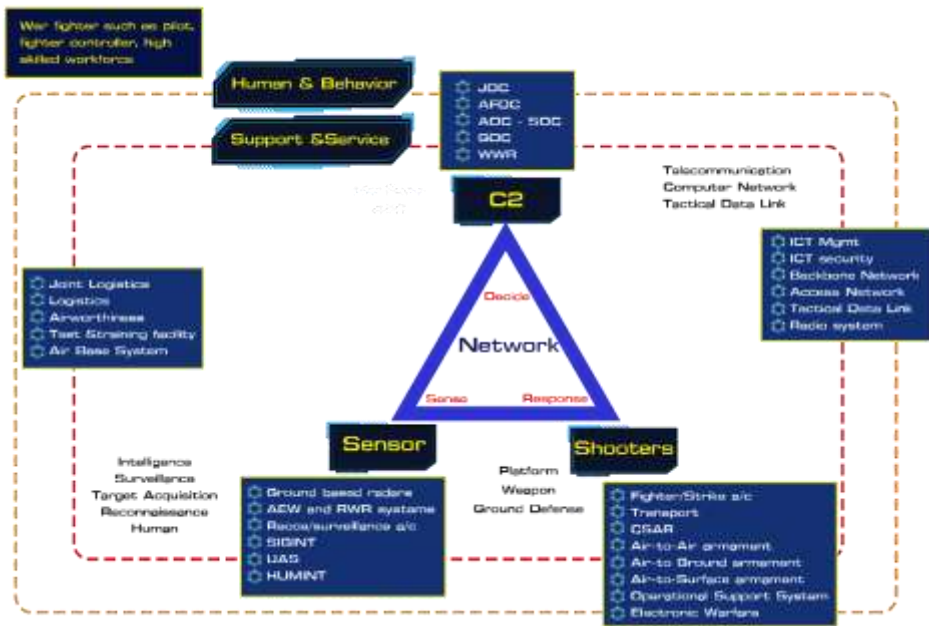 War fighter such as pilot,
fighter controller, high
skilled workforce
Human & Behavior
Support &Service
JOC
AFOC
AOC - SOC
GOC
WWR
C2
Telecommunication
Computer Network
Tactical Data Link
ICT Mgmt
ICT security
Backbone Network
Access Network
Tactical Data Link
Radio system
Joint Logistics
Logistics
Airworthiness
Test &training facility
Air Base System
Decide
Network
Sense
Response
Sensor
Shooters
Intelligence
Surveillance
Target Acquisition
Reconnaissance
Human
Platform
Weapon
Ground Defense
Ground based radars
AEW and RWR systems
Recce/surveillance a/c
SIGINT
UAS
HUMINT
Fighter/Strike a/c
Transport
CSAR
Air-to-Air armament
Air-to Ground armament
Air-to-Surface armament
Operational Support System
Electronic Warfare